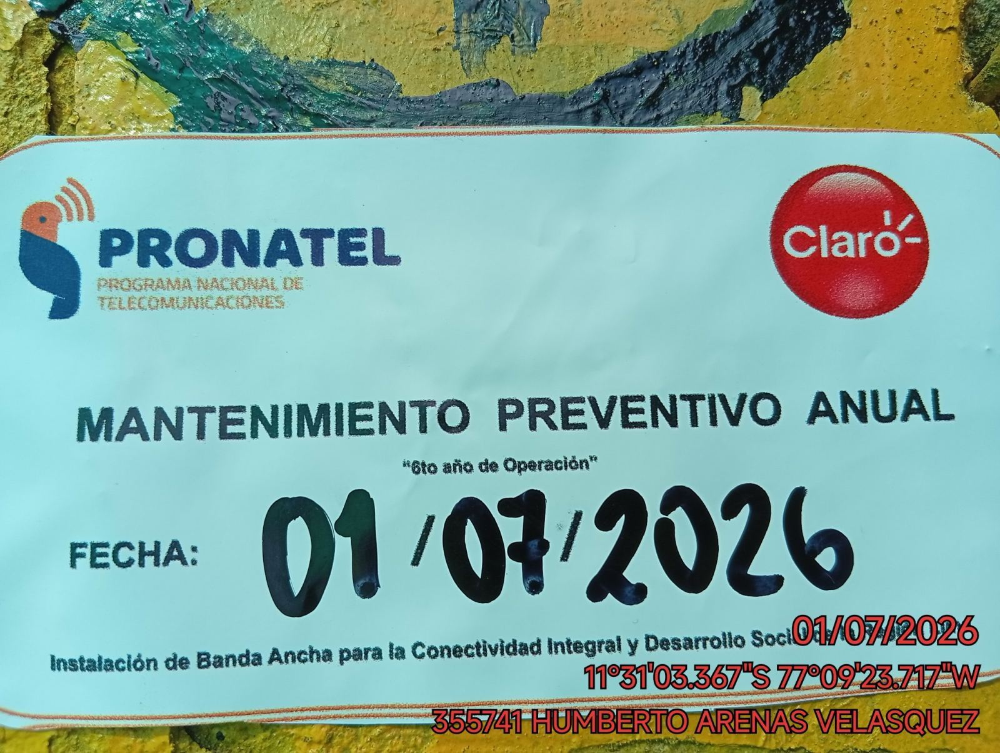 PRONATEL
PROGRAMA NACIONAL DE
TELECOMUNICACIONES
Claro
MANTENIMIENTO PREVENTIVO ANUAL
"6to año de Operación"
FECHA: 01/07/2026
Instalación de Banda Ancha para la Conectividad Integral y Desarrollo Social
01/07/2026
11°31'03.367"S 77°09'23.717"W
355741 HUMBERTO ARENAS VELASQUEZ